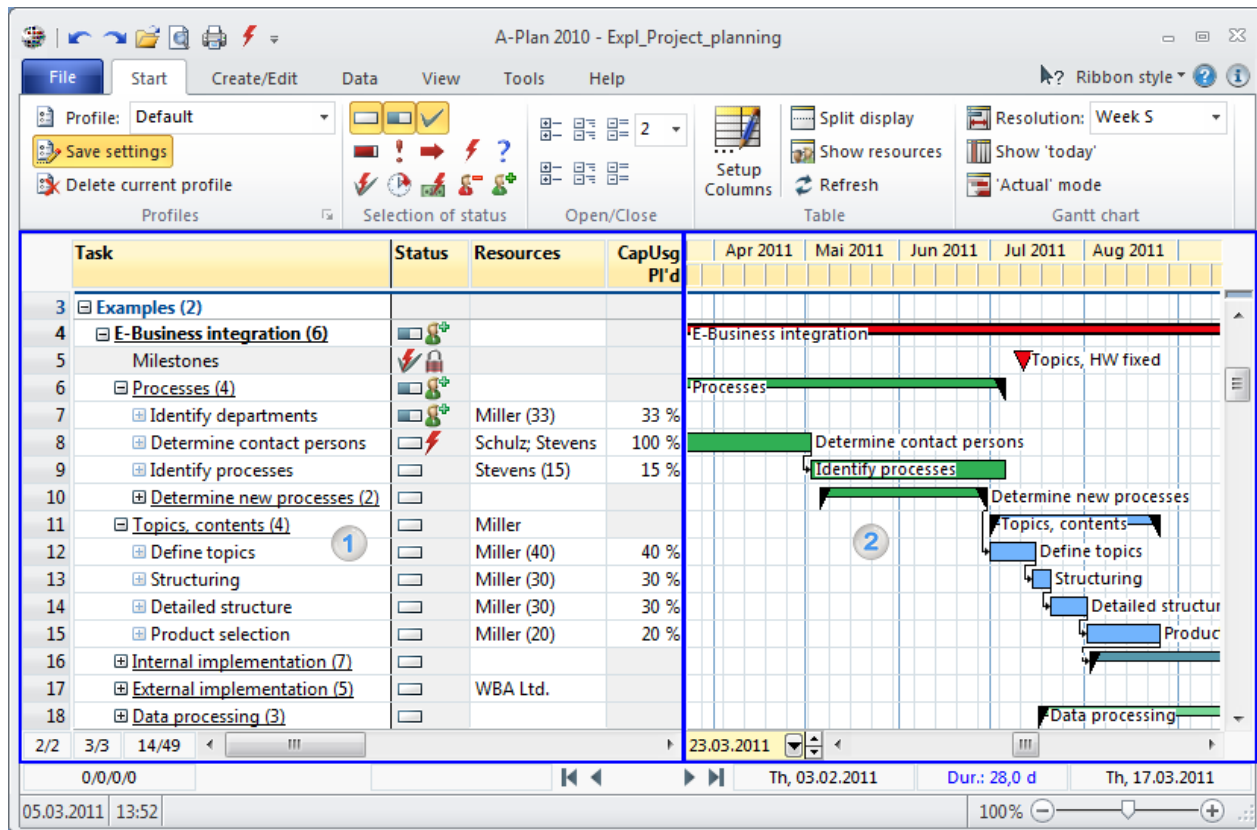 A-Plan 2010 - Expl_Project_planning
File Start Create/Edit Data View Tools Help Ribbon style
Profile: Default
Save settings
Delete current profile
Profiles
Selection of status
2
Open/Close
Setup
Columns
Split display
Show resources
Refresh
Table
Resolution: Week S
Show 'today'
'Actual' mode
Gantt chart
Task Status Resources CapUsg
Pl'd
Apr 2011 Mai 2011 Jun 2011 Jul 2011 Aug 2011
3 Examples (2)
4 E-Business integration (6) E-Business integration
5 Milestones Topics, HW fixed
6 Processes (4) Processes
7 Identify departments Miller (33) 33 %
8 Determine contact persons Schulz; Stevens 100 % Determine contact persons
9 Identify processes Stevens (15) 15 % Identify processes
10 Determine new processes (2) Determine new processes
11 Topics, contents (4) Miller Topics, contents
12 Define topics Miller (40) 40 % Define topics
13 Structuring Miller (30) 30 % Structuring
14 Detailed structure Miller (30) 30 % Detailed structur
15 Product selection Miller (20) 20 % Produc
16 Internal implementation (7)
17 External implementation (5) WBA Ltd.
18 Data processing (3) Data processing
1
2
2/2 3/3 14/49 23.03.2011
0/0/0/0 Th, 03.02.2011 Dur.: 28,0 d Th, 17.03.2011
05.03.2011 13:52 100%